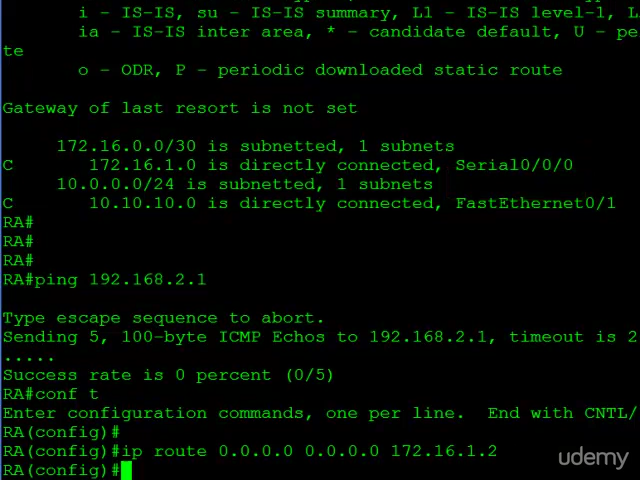 i - IS-IS, su - IS-IS summary, L1 - IS-IS level-1, L
ia - IS-IS inter area, * - candidate default, U - pe
te
o - ODR, P - periodic downloaded static route
Gateway of last resort is not set
172.16.0.0/30 is subnetted, 1 subnets
C 172.16.1.0 is directly connected, Serial0/0/0
10.0.0.0/24 is subnetted, 1 subnets
C 10.10.10.0 is directly connected, FastEthernet0/1
RA#
RA#
RA#
RA#ping 192.168.2.1
Type escape sequence to abort.
Sending 5, 100-byte ICMP Echos to 192.168.2.1, timeout is 2
.....
Success rate is 0 percent (0/5)
RA#conf t
Enter configuration commands, one per line.  End with CNTL/
RA(config)#
RA(config)#ip route 0.0.0.0 0.0.0.0 172.16.1.2
RA(config)#
udemy